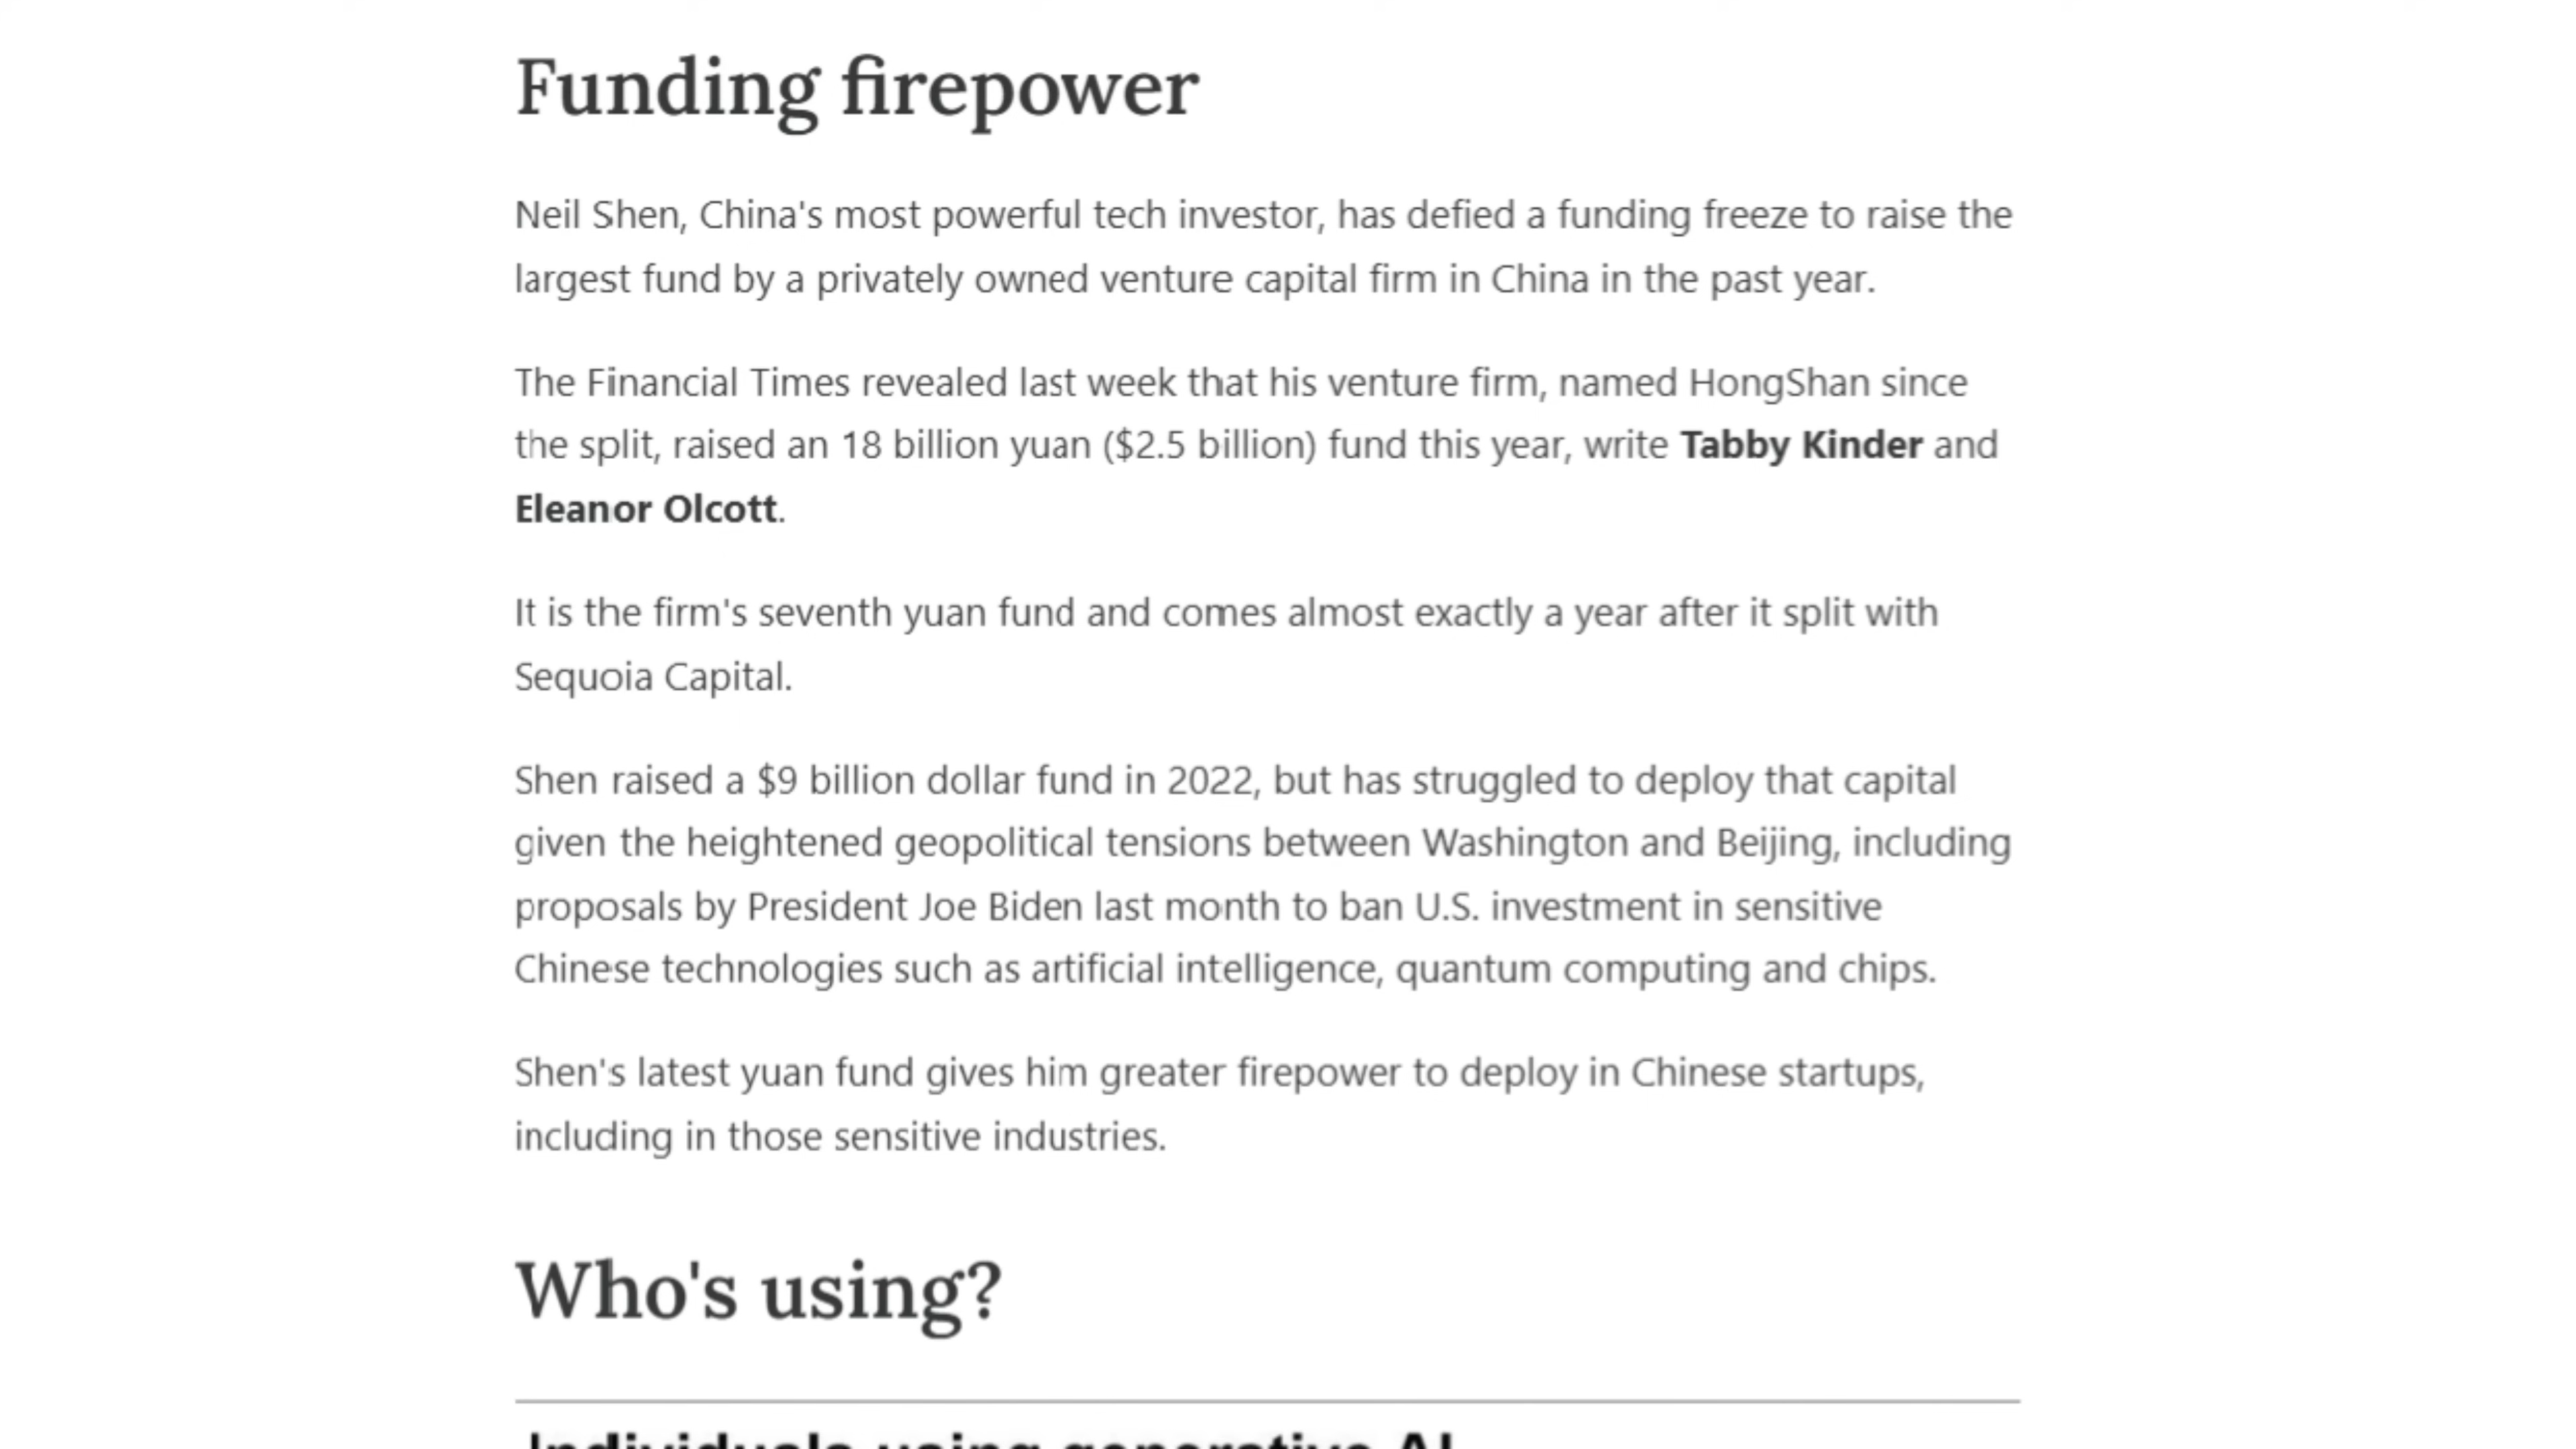 Funding firepower
Neil Shen, China's most powerful tech investor, has defied a funding freeze to raise the
largest fund by a privately owned venture capital firm in China in the past year.
The Financial Times revealed last week that his venture firm, named HongShan since
the split, raised an 18 billion yuan ($2.5 billion) fund this year, write Tabby Kinder and
Eleanor Olcott.
It is the firm's seventh yuan fund and comes almost exactly a year after it split with
Sequoia Capital.
Shen raised a $9 billion dollar fund in 2022, but has struggled to deploy that capital
given the heightened geopolitical tensions between Washington and Beijing, including
proposals by President Joe Biden last month to ban U.S. investment in sensitive
Chinese technologies such as artificial intelligence, quantum computing and chips.
Shen's latest yuan fund gives him greater firepower to deploy in Chinese startups,
including in those sensitive industries.
Who's using?
Individuals using generative AI